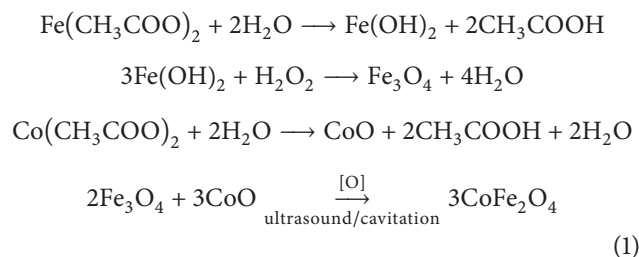 Fe(CH₃COO)₂ + 2H₂O ⟶ Fe(OH)₂ + 2CH₃COOH
3Fe(OH)₂ + H₂O₂ ⟶ Fe₃O₄ + 4H₂O
Co(CH₃COO)₂ + 2H₂O ⟶ CoO + 2CH₃COOH + 2H₂O
[O]
2Fe₃O₄ + 3CoO ⟶ 3CoFe₂O₄
ultrasound/cavitation
(1)